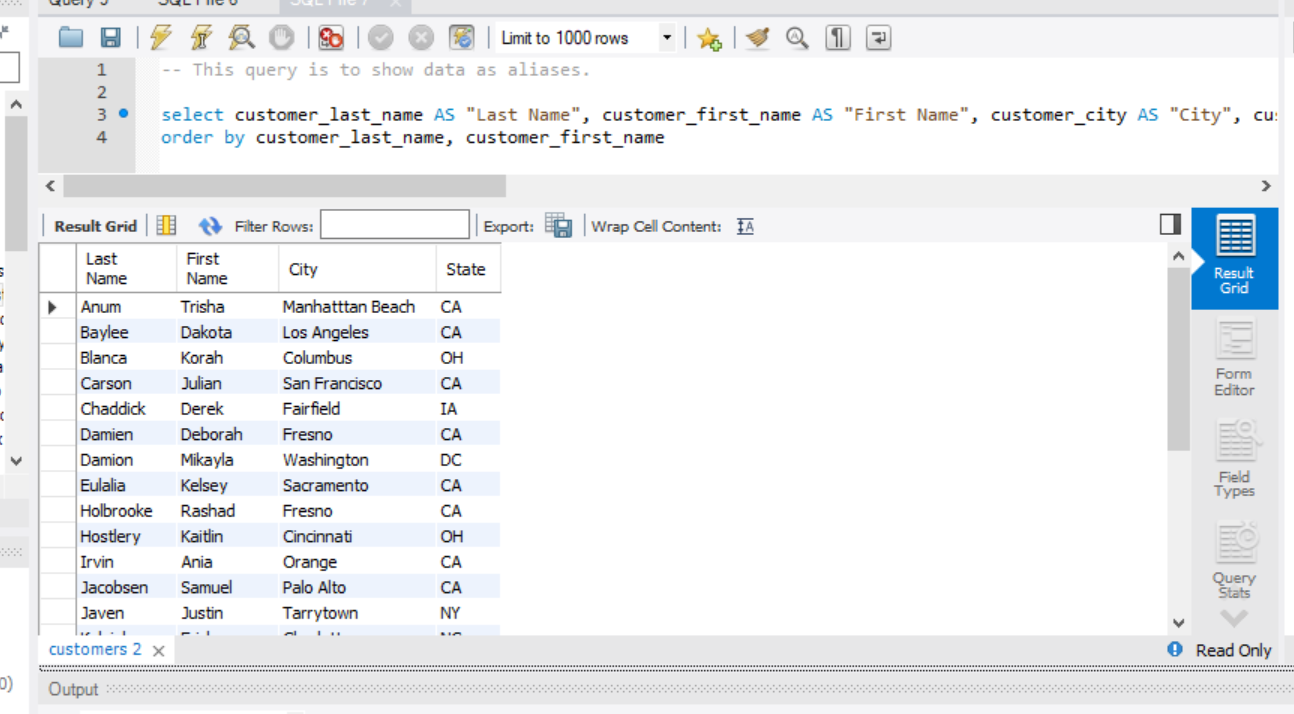 Query 5 SQL File 6 SQL File 7
Limit to 1000 rows
1 -- This query is to show data as aliases.
2
3 select customer_last_name AS "Last Name", customer_first_name AS "First Name", customer_city AS "City",
4 order by customer_last_name, customer_first_name
Result Grid Filter Rows: Export: Wrap Cell Content:
Last Name First Name City State
Anum Trisha Manhatttan Beach CA
Baylee Dakota Los Angeles CA
Blanca Korah Columbus OH
Carson Julian San Francisco CA
Chaddick Derek Fairfield IA
Damien Deborah Fresno CA
Damion Mikayla Washington DC
Eulalia Kelsey Sacramento CA
Holbrooke Rashad Fresno CA
Hostlery Kaitlin Cincinnati OH
Irvin Ania Orange CA
Jacobsen Samuel Palo Alto CA
Javen Justin Tarrytown NY
Result
Grid
Form
Editor
Field
Types
Query
Stats
customers 2
Read Only
0)
Output